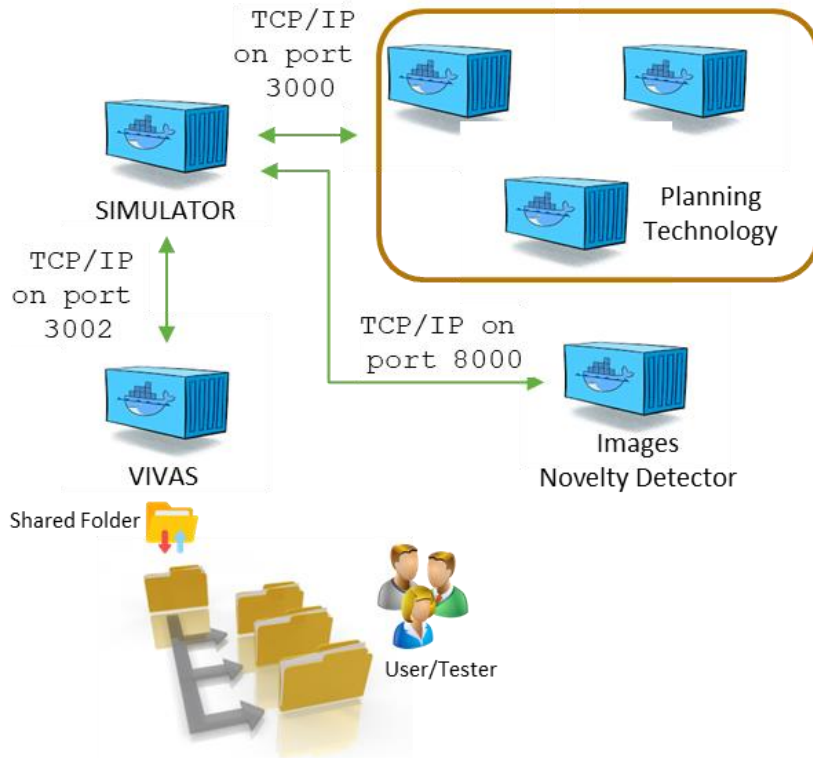 TCP/IP
on port
3000
SIMULATOR
Planning
Technology
TCP/IP
on port
3002
TCP/IP on
port 8000
VIVAS
Images
Novelty Detector
Shared Folder
User/Tester